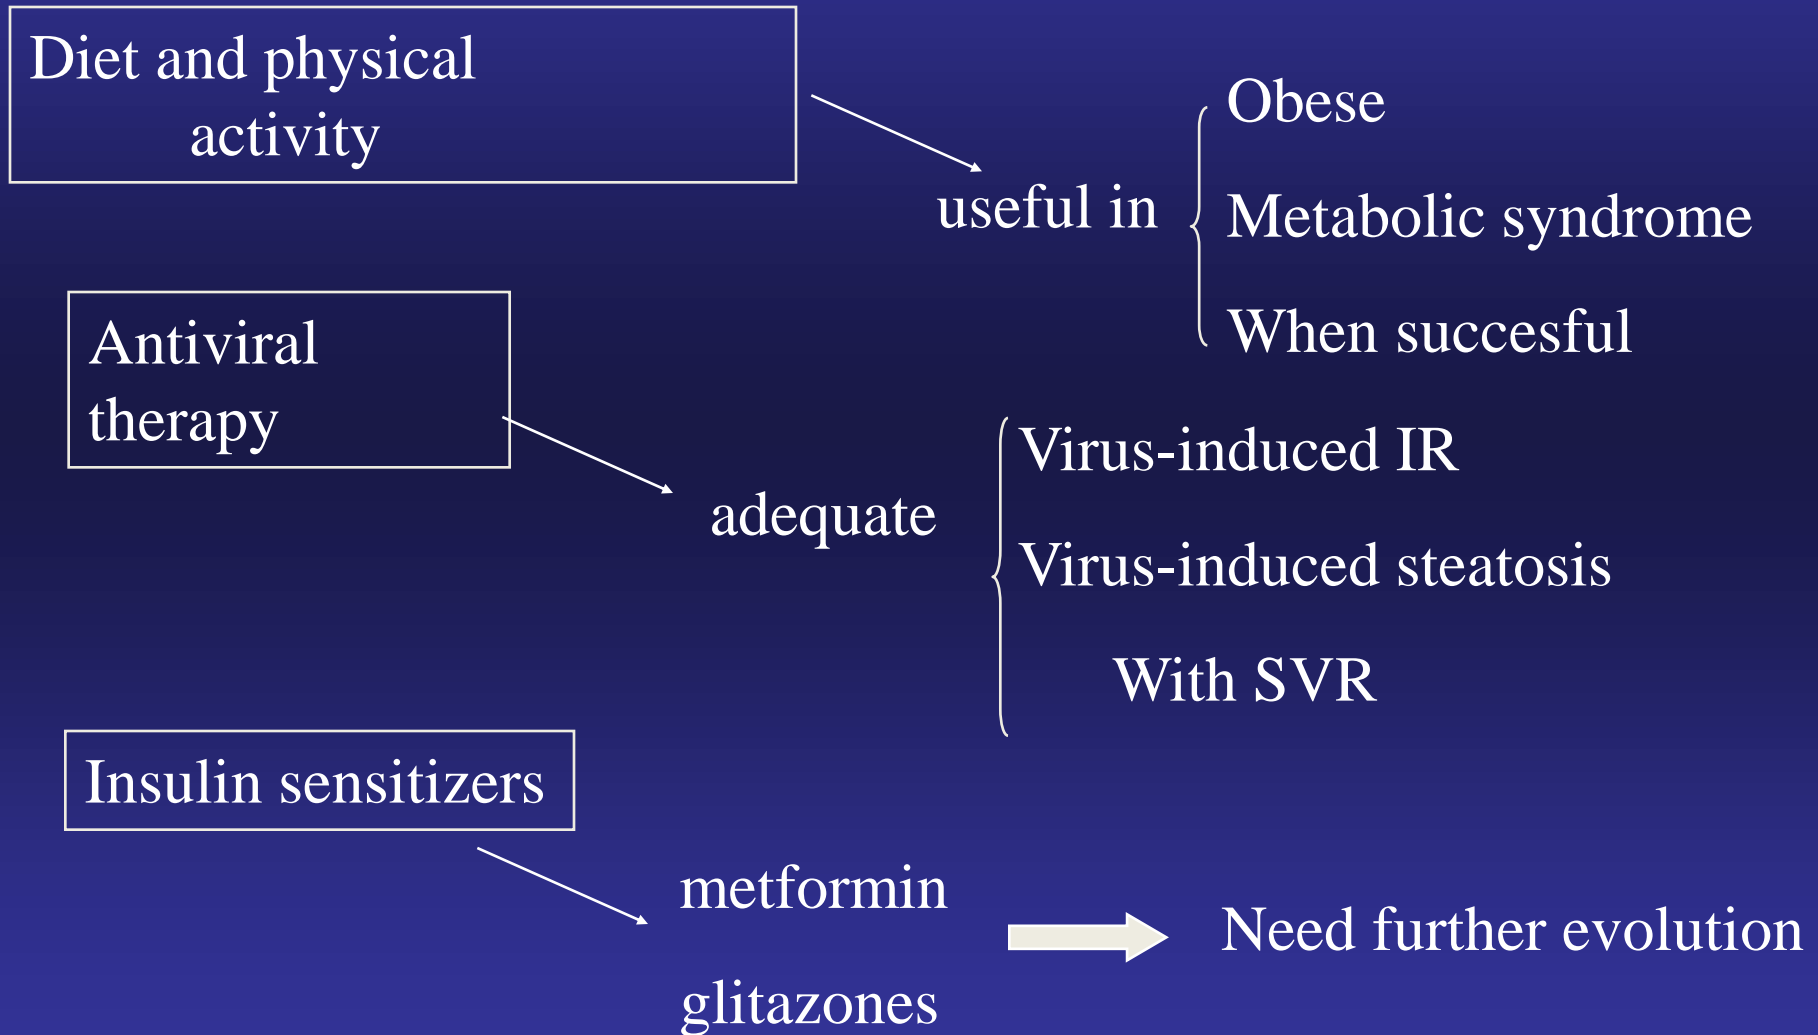 Diet and physical
activity
useful in
Obese
Metabolic syndrome
When succesful
Antiviral
therapy
adequate
Virus-induced IR
Virus-induced steatosis
With SVR
Insulin sensitizers
metformin
glitazones
Need further evolution